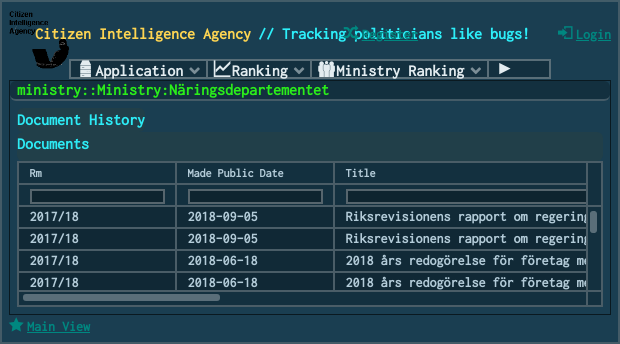 Citizen
Intelligence
Agency
Citizen Intelligence Agency // Tracking politicians like bugs!
Register
Login
Application
Ranking
Ministry Ranking
ministry::Ministry:Näringsdepartementet
Document History
Documents
Rm Made Public Date Title
2017/18 2018-09-05 Riksrevisionens rapport om regering
2017/18 2018-09-05 Riksrevisionens rapport om regering
2017/18 2018-06-18 2018 års redogörelse för företag me
2017/18 2018-06-18 2018 års redogörelse för företag me
Main View